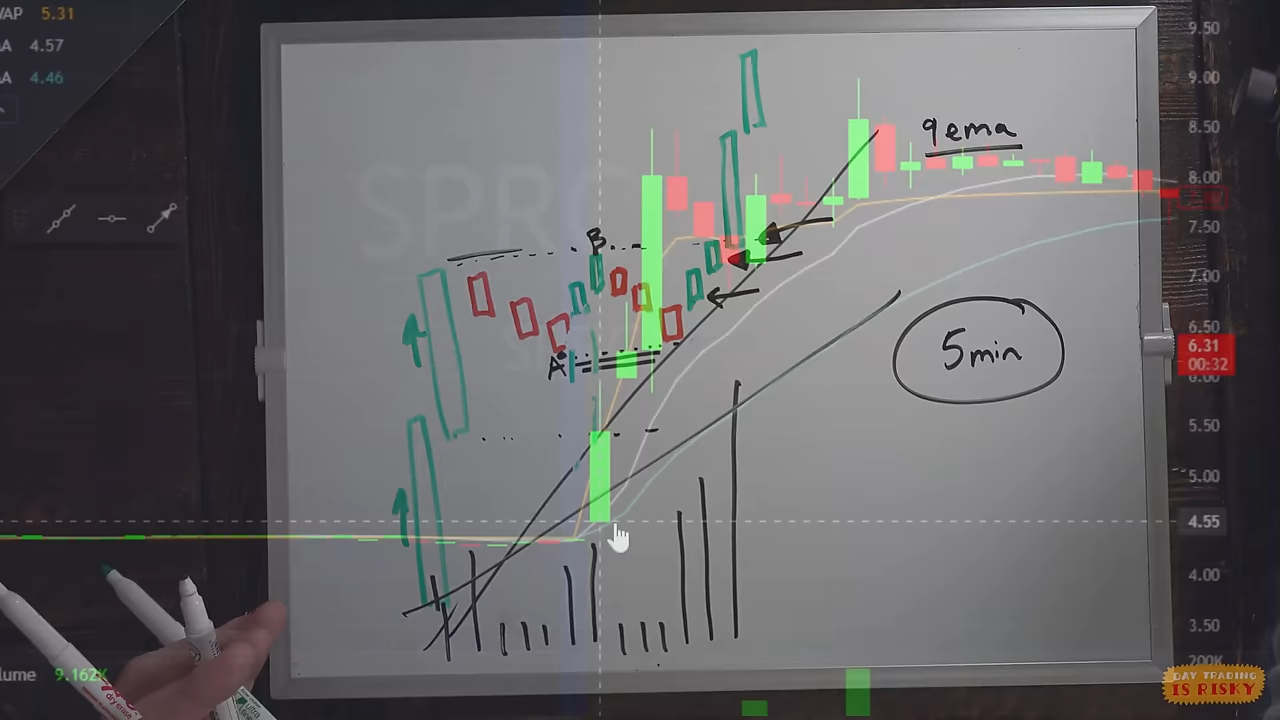 VAP 5.31
A 4.57
A 4.46
9ema
B
A
5min
9.50
9.00
8.50
8.00
7.50
7.00
6.50
6.31
00:32
6.00
5.50
5.00
4.55
4.00
3.50
200K
lume 9.162K
DAY TRADING
IS RISKY